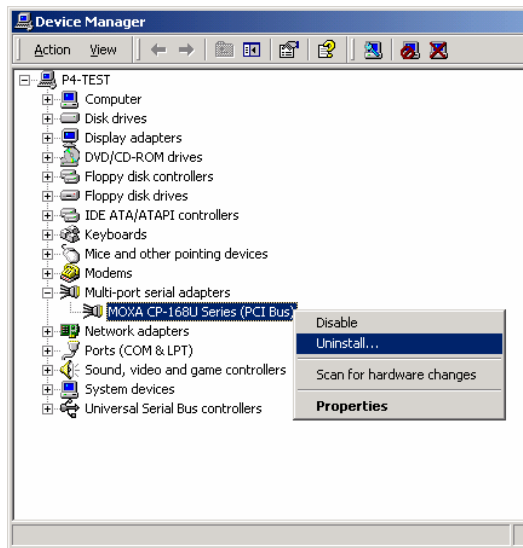 Device Manager
Action View
P4-TEST
Computer
Disk drives
Display adapters
DVD/CD-ROM drives
Floppy disk controllers
Floppy disk drives
IDE ATA/ATAPI controllers
Keyboards
Mice and other pointing devices
Modems
Multi-port serial adapters
MOXA CP-168U Series (PCI Bus)
Network adapters
Ports (COM & LPT)
Sound, video and game controllers
System devices
Universal Serial Bus controllers
Disable
Uninstall...
Scan for hardware changes
Properties